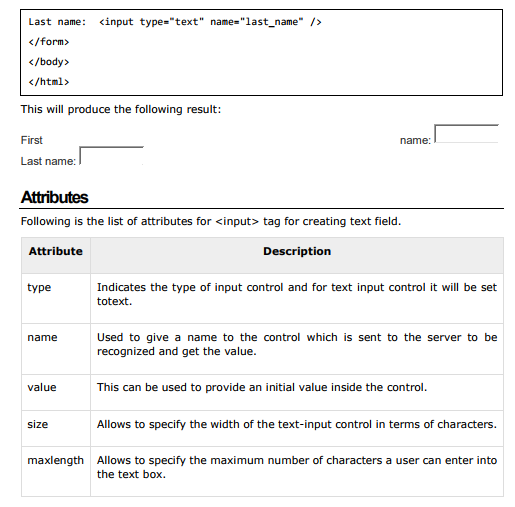 Last name:  <input type="text" name="last_name" />
</form>
</body>
</html>
This will produce the following result:
First name:
Last name:
Attributes
Following is the list of attributes for <input> tag for creating text field.
Attribute Description
type Indicates the type of input control and for text input control it will be set
totext.
name Used to give a name to the control which is sent to the server to be
recognized and get the value.
value This can be used to provide an initial value inside the control.
size Allows to specify the width of the text-input control in terms of characters.
maxlength Allows to specify the maximum number of characters a user can enter into
the text box.